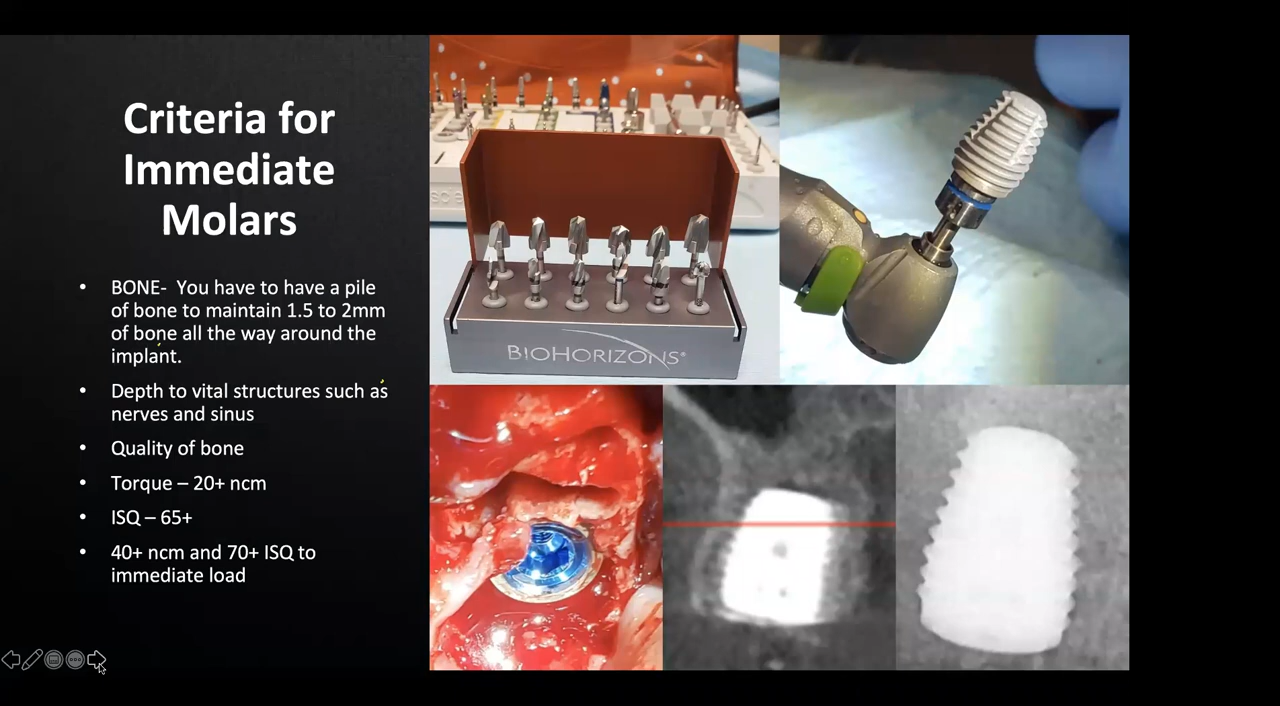 Criteria for
Immediate
Molars
• BONE- You have to have a pile
of bone to maintain 1.5 to 2mm
of bone all the way around the
implant.
• Depth to vital structures such as
nerves and sinus
• Quality of bone
• Torque – 20+ ncm
• ISQ – 65+
• 40+ ncm and 70+ ISQ to
immediate load
BIOHORIZONS®